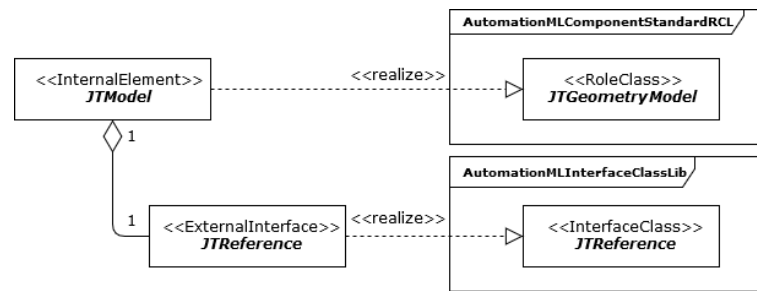 AutomationMLComponentStandardRCL
<<InternalElement>>
JTModel
<<realize>>
<<RoleClass>>
JTGeometryModel
1
AutomationMLInterfaceClassLib
1
<<ExternalInterface>>
JTReference
<<realize>>
<<InterfaceClass>>
JTReference